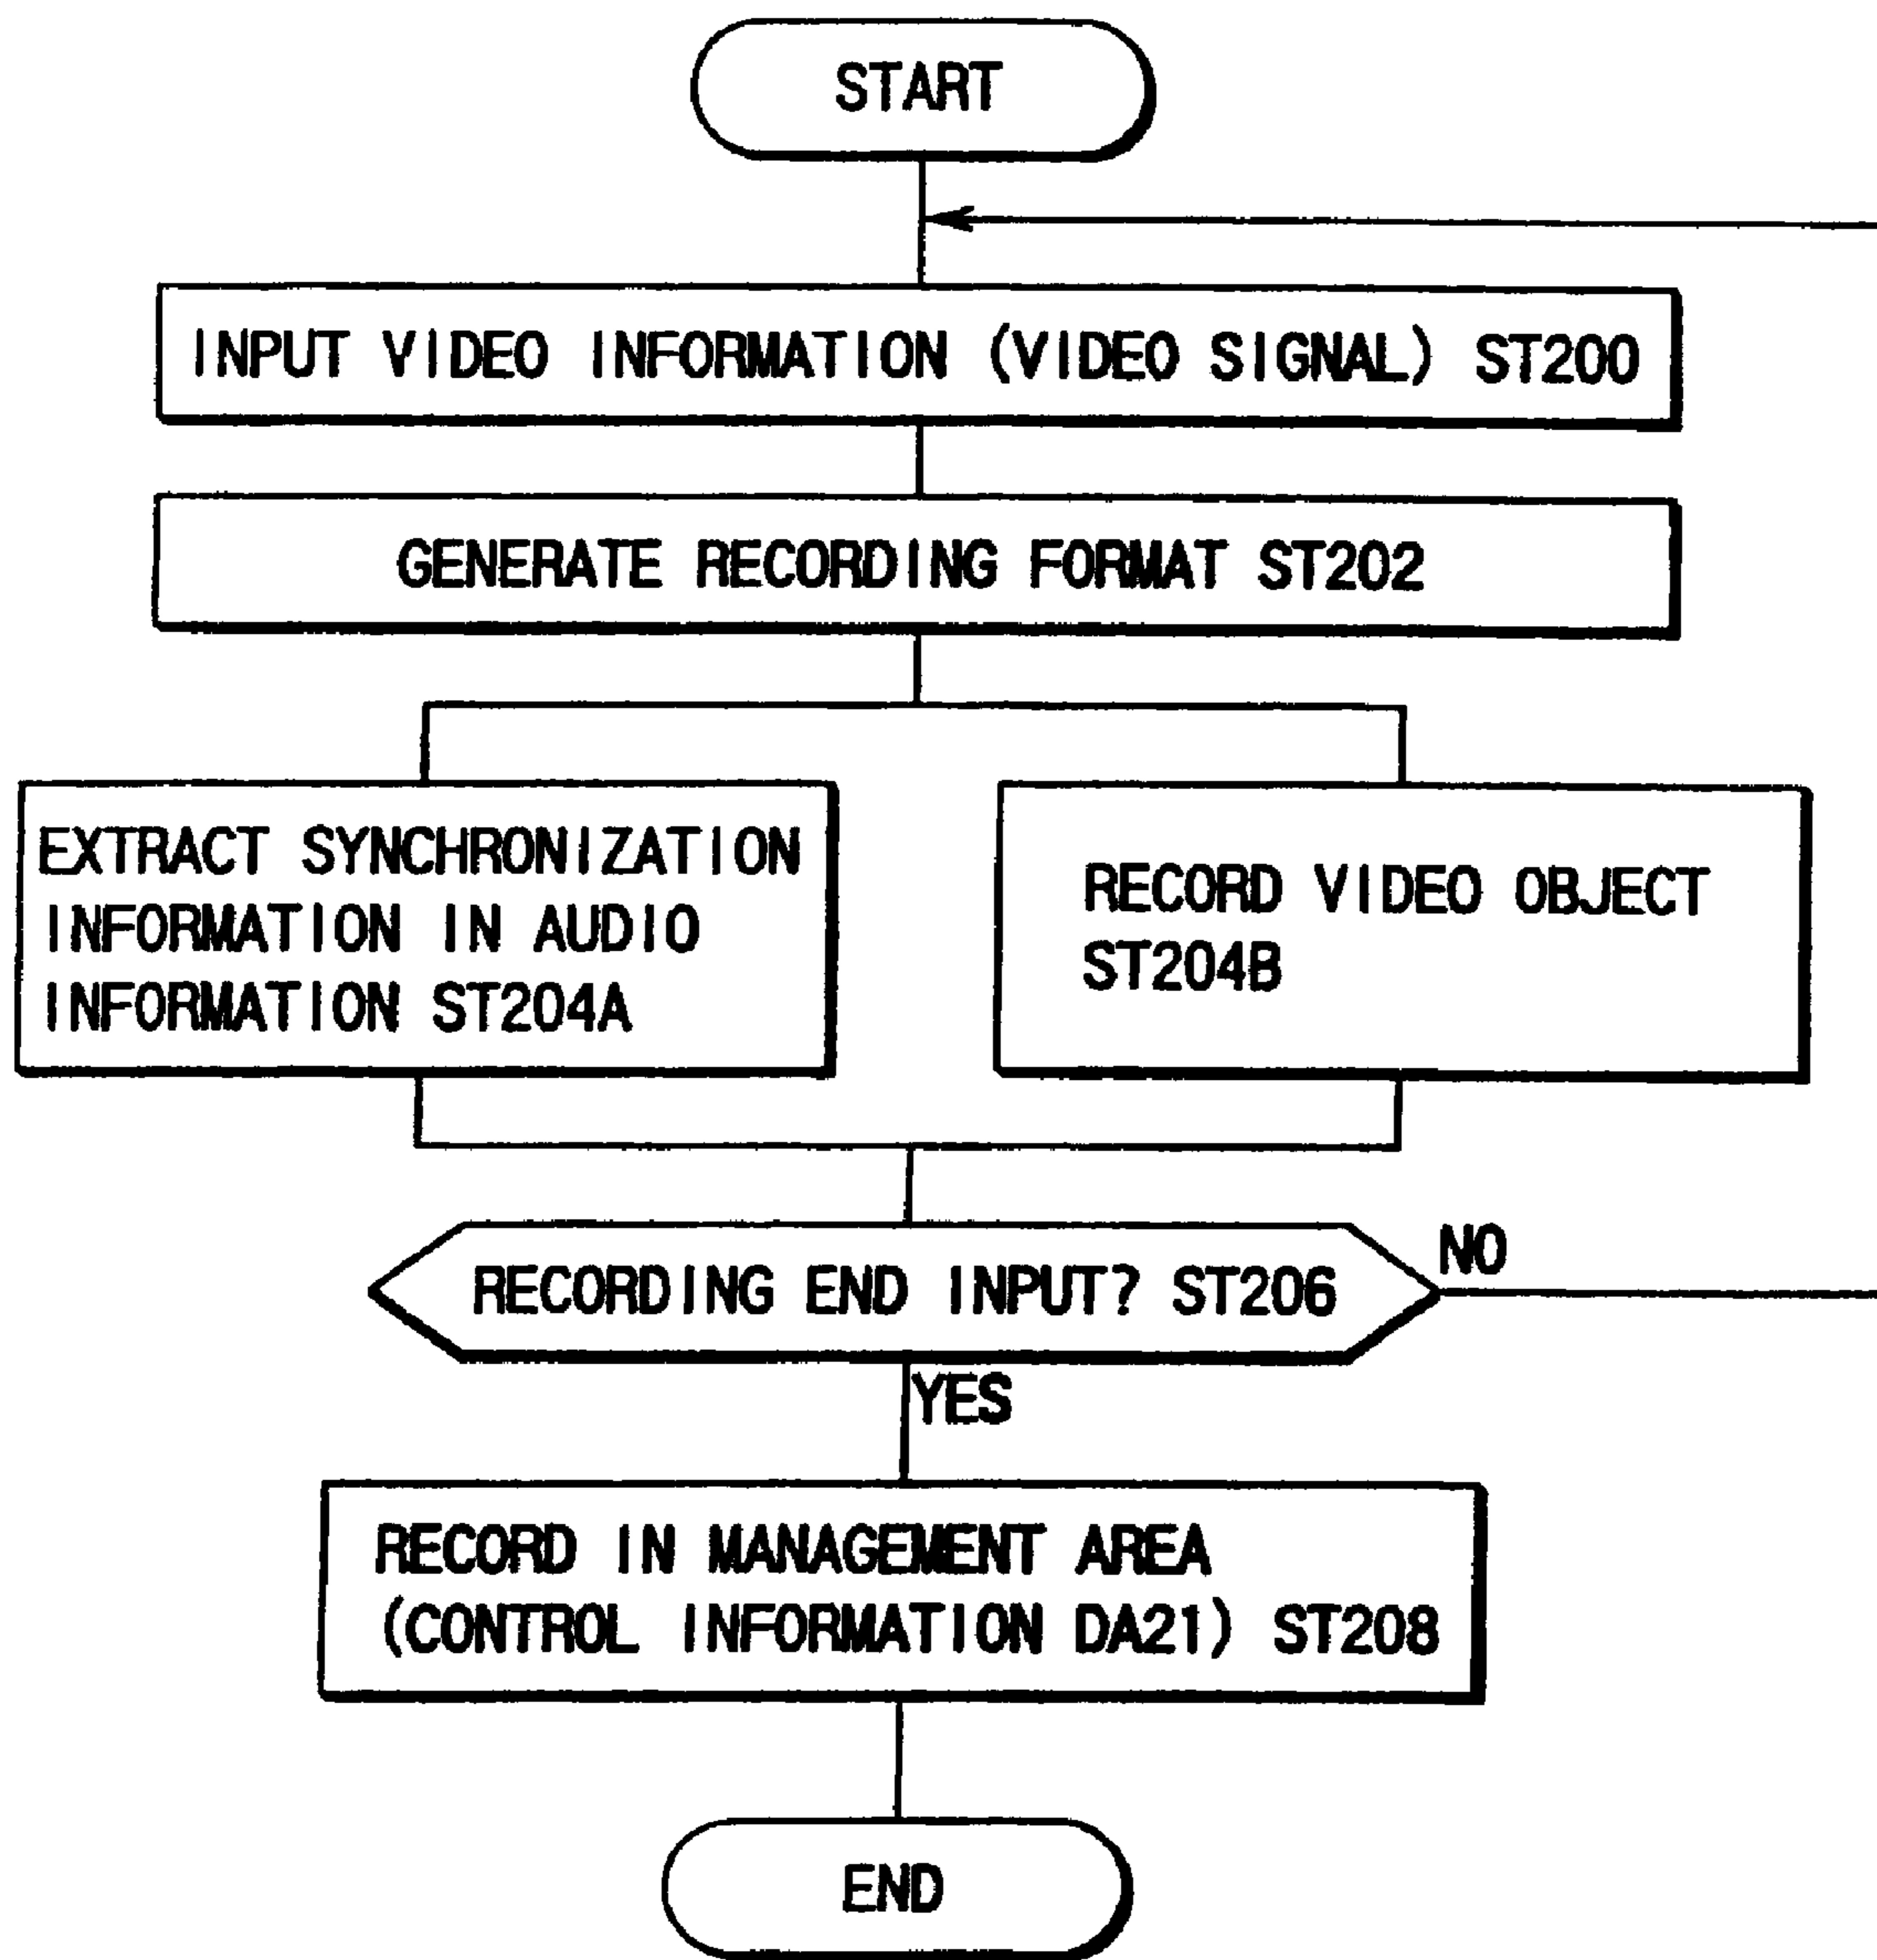 START
INPUT VIDEO INFORMATION (VIDEO SIGNAL) ST200
GENERATE RECORDING FORMAT ST202
EXTRACT SYNCHRONIZATION
INFORMATION IN AUDIO
INFORMATION ST204A
RECORD VIDEO OBJECT
ST204B
RECORDING END INPUT? ST206
NO
YES
RECORD IN MANAGEMENT AREA
(CONTROL INFORMATION DA21) ST208
END